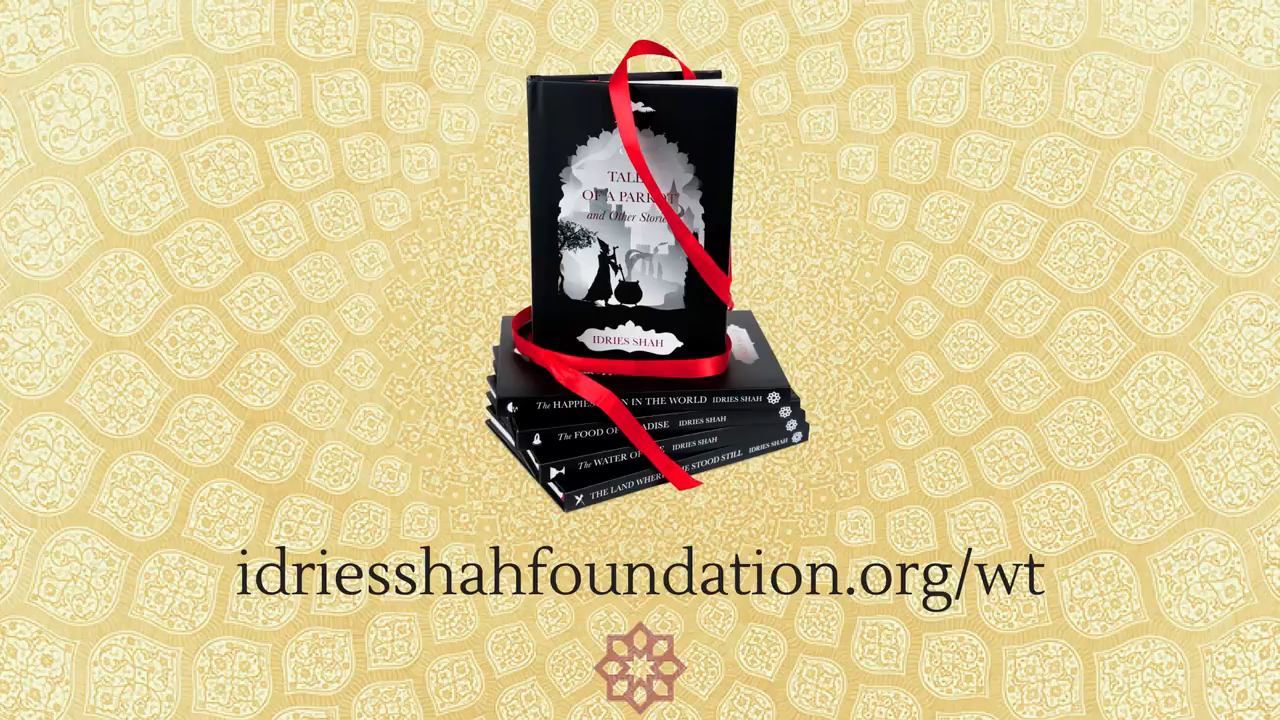 OF A
and Other
IDRIES SHAH
The HAPPIEST IN THE WORLD IDRIES SHAH
The FOOD OF IDRIES SHAH
The WATER OF IDRIES SHAH
THE LAND STOOD STILL IDRIES SHAH
idriesshahfoundation.org/wt